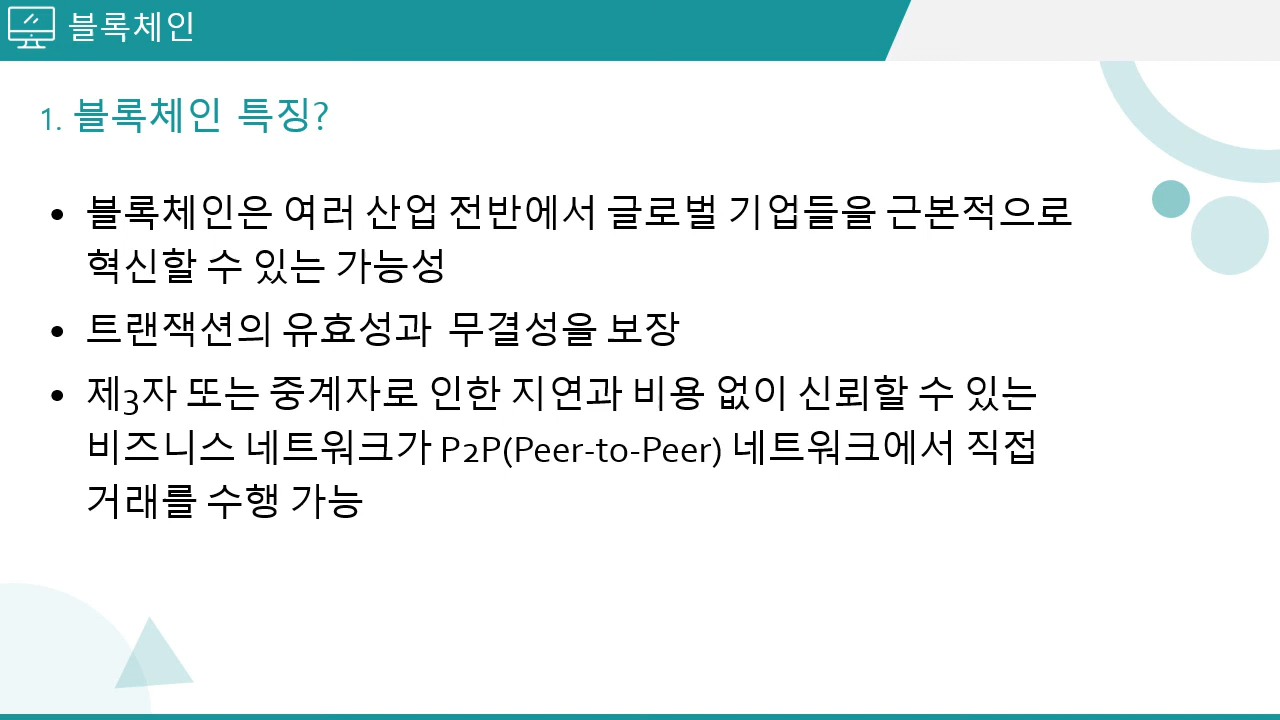 블록체인
1. 블록체인 특징?
• 블록체인은 여러 산업 전반에서 글로벌 기업들을 근본적으로
혁신할 수 있는 가능성
• 트랜잭션의 유효성과 무결성을 보장
• 제3자 또는 중계자로 인한 지연과 비용 없이 신뢰할 수 있는
비즈니스 네트워크가 P2P(Peer-to-Peer) 네트워크에서 직접
거래를 수행 가능